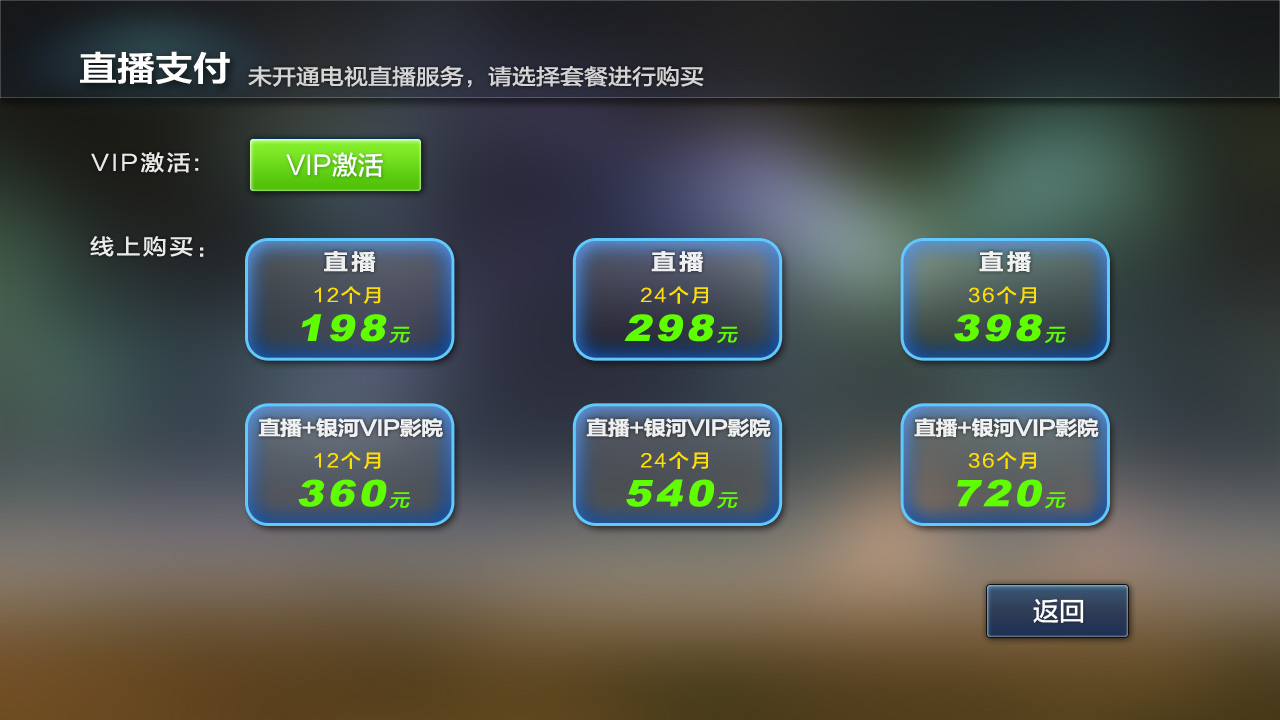 直播支付 未开通电视直播服务，请选择套餐进行购买
VIP激活： VIP激活
线上购买：
直播
12个月
198元
直播
24个月
298元
直播
36个月
398元
直播+银河VIP影院
12个月
360元
直播+银河VIP影院
24个月
540元
直播+银河VIP影院
36个月
720元
返回